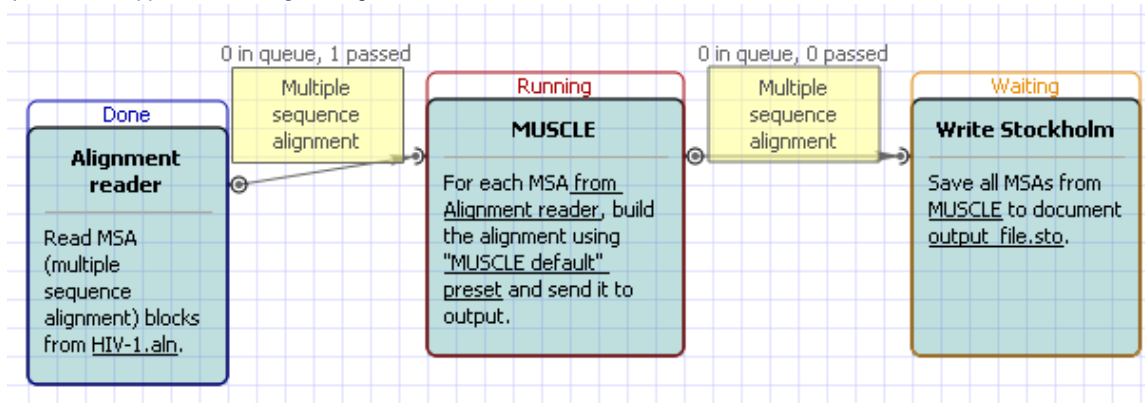 0 in queue, 1 passed
Multiple
sequence
alignment
0 in queue, 0 passed
Multiple
sequence
alignment
Done
Alignment
reader
Read MSA
(multiple
sequence
alignment) blocks
from HIV-1.aln.
Running
MUSCLE
For each MSA from
Alignment reader, build
the alignment using
"MUSCLE default"
preset and send it to
output.
Waiting
Write Stockholm
Save all MSAs from
MUSCLE to document
output_file.sto.